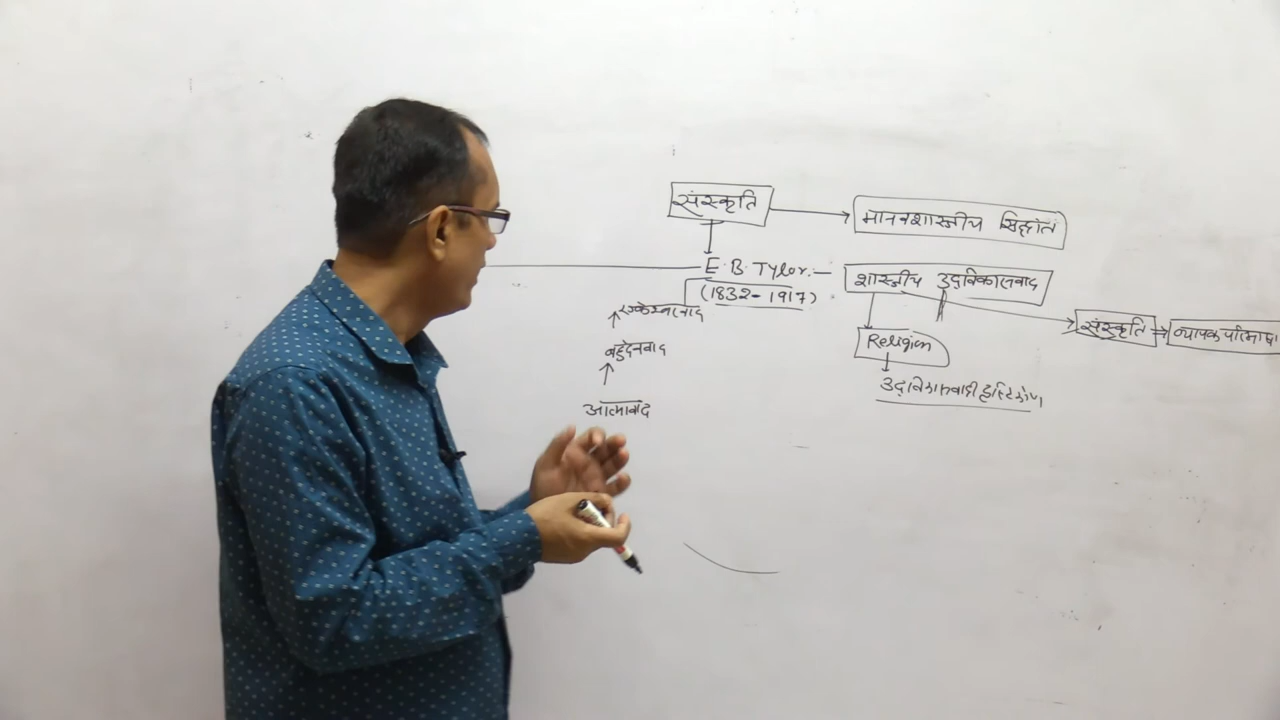 संस्कृति
मानवशास्त्रीय सिद्धांत
E. B. Tylor. —
(1832 - 1917)
शास्त्रीय उद्विकासवाद
एकेश्वरवाद
बहुदेववाद
आत्मावाद
Religion
उद्विकासवादी दृष्टिकोण
संस्कृति
व्यापक परिभाषा